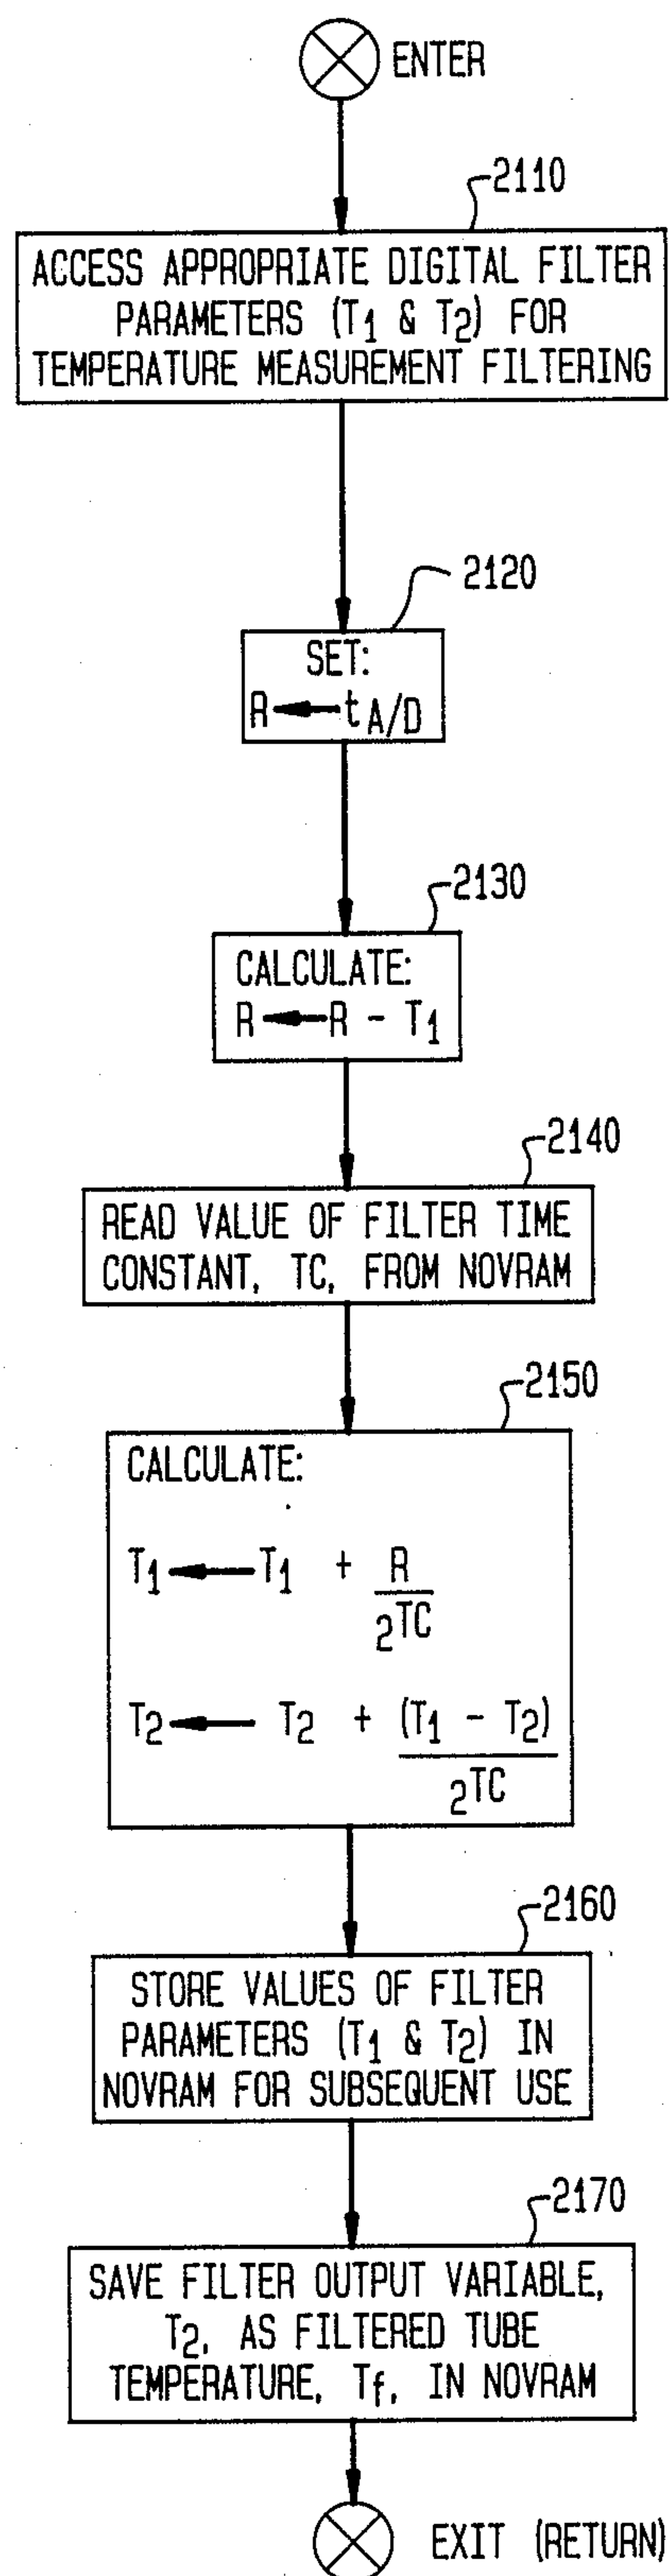 ENTER
2110
ACCESS APPROPRIATE DIGITAL FILTER
PARAMETERS (T1 & T2) FOR
TEMPERATURE MEASUREMENT FILTERING
2120
SET:
R ← t A/D
2130
CALCULATE:
R ← R - T1
2140
READ VALUE OF FILTER TIME
CONSTANT, TC, FROM NOVRAM
2150
CALCULATE:
T1 ← T1 + R
2TC
T2 ← T2 + (T1 - T2)
2TC
2160
STORE VALUES OF FILTER
PARAMETERS (T1 & T2) IN
NOVRAM FOR SUBSEQUENT USE
2170
SAVE FILTER OUTPUT VARIABLE,
T2, AS FILTERED TUBE
TEMPERATURE, Tf, IN NOVRAM
EXIT (RETURN)